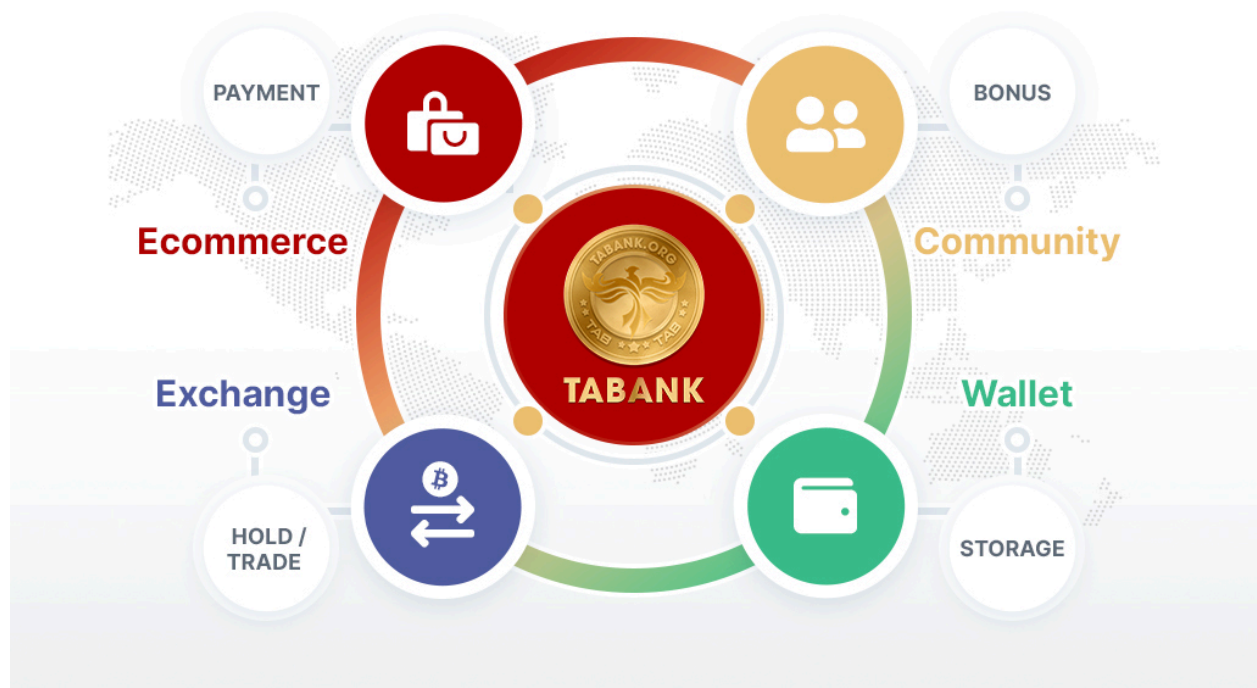 PAYMENT
BONUS
Ecommerce
Community
TABANK.ORG
TAB TAB
TABANK
Exchange
Wallet
HOLD /
TRADE
STORAGE